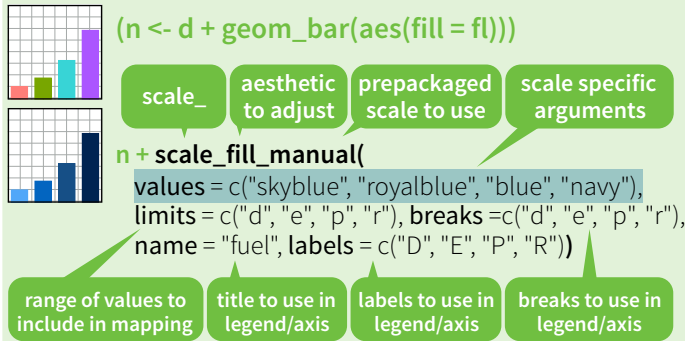 (n <- d + geom_bar(aes(fill = fl)))
scale_
aesthetic
to adjust
prepackaged
scale to use
scale specific
arguments
n + scale_fill_manual(
values = c("skyblue", "royalblue", "blue", "navy"),
limits = c("d", "e", "p", "r"), breaks =c("d", "e", "p", "r"),
name = "fuel", labels = c("D", "E", "P", "R"))
range of values to
include in mapping
title to use in
legend/axis
labels to use in
legend/axis
breaks to use in
legend/axis